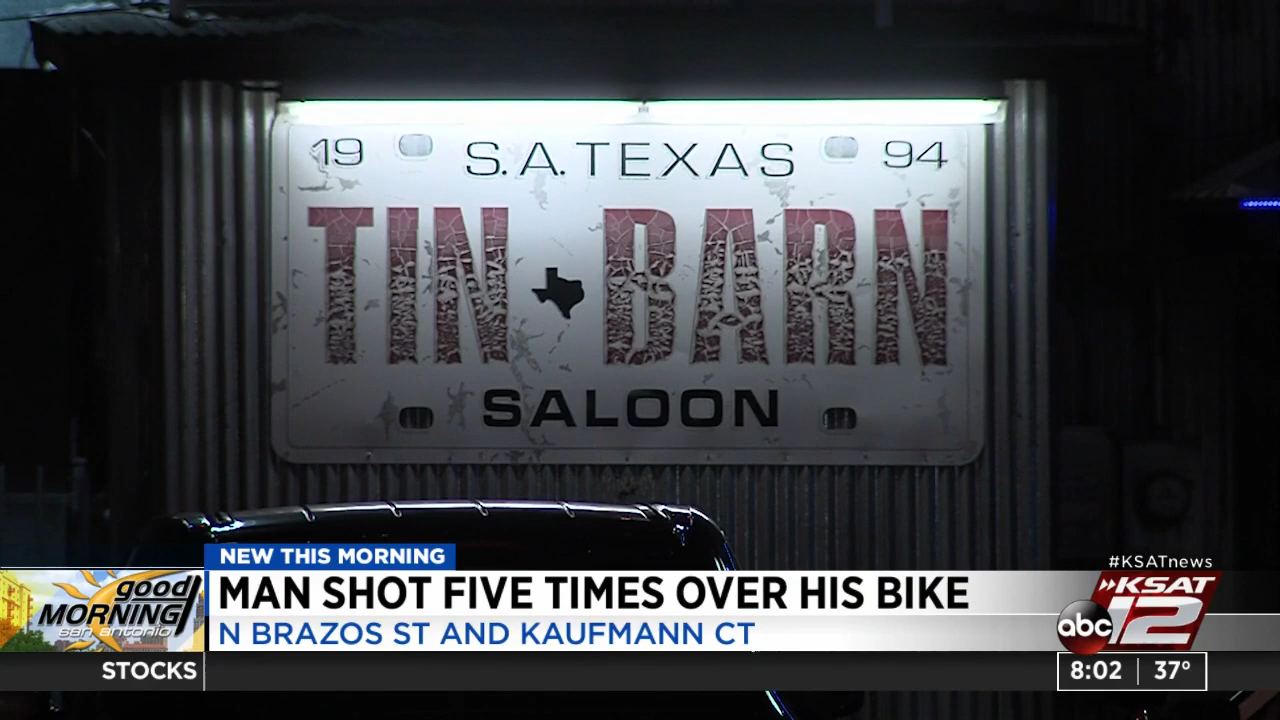 19 S.A. TEXAS 94
TIN BARN
SALOON
NEW THIS MORNING
MAN SHOT FIVE TIMES OVER HIS BIKE
N BRAZOS ST AND KAUFMANN CT
good
MORNING
san antonio
STOCKS
#KSATnews
KSAT
abc 12
8:02 37°